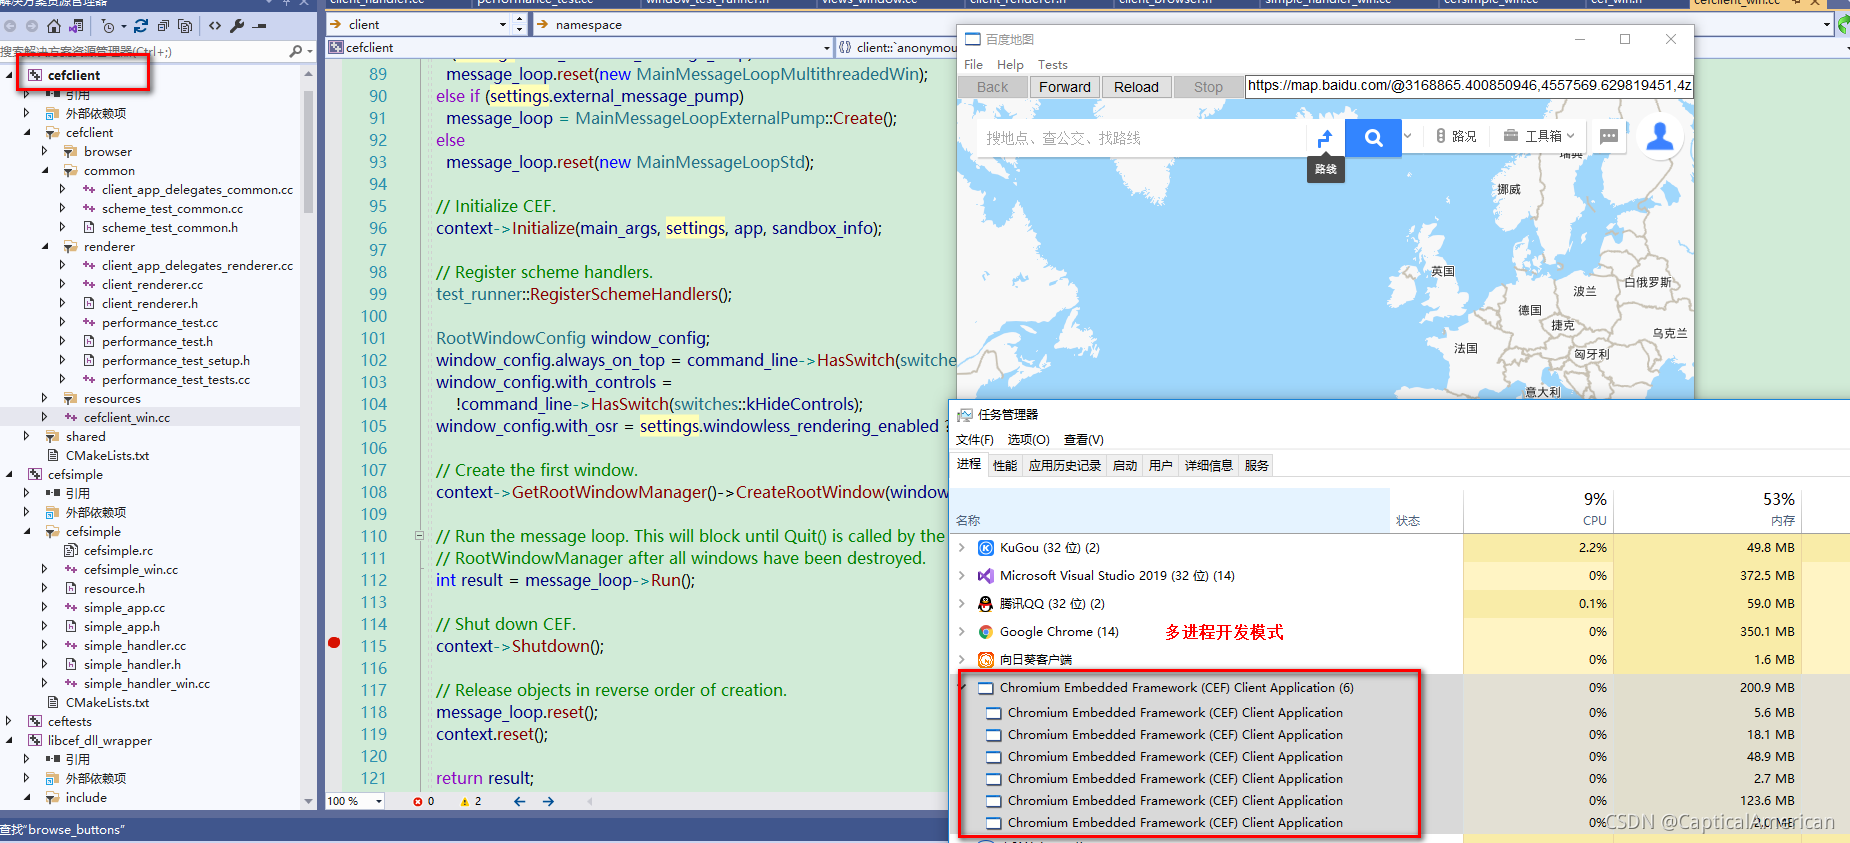 解决方案资源管理器
搜索解决方案资源管理器(Ctrl+;)
cefclient
引用
外部依赖项
cefclient
browser
common
client_app_delegates_common.cc
scheme_test_common.cc
scheme_test_common.h
renderer
client_app_delegates_renderer.cc
client_renderer.cc
client_renderer.h
performance_test.cc
performance_test.h
performance_test_setup.h
performance_test_tests.cc
resources
cefclient_win.cc
shared
CMakeLists.txt
cefsimple
引用
外部依赖项
cefsimple
cefsimple.rc
cefsimple_win.cc
resource.h
simple_app.cc
simple_app.h
simple_handler.cc
simple_handler.h
simple_handler_win.cc
CMakeLists.txt
ceftests
libcef_dll_wrapper
引用
外部依赖项
include
查找"browse_buttons"
client_handler.cc performance_test.cc window_test_runner.cc views_window.cc client_renderer.cc client_browser.cc simple_handler_win.cc cefsimple_win.cc cef_win.h cefclient_win.cc
client namespace
cefclient {} client::`anonymou
89 message_loop.reset(new MainMessageLoopMultithreadedWin);
90 else if (settings.external_message_pump)
91 message_loop = MainMessageLoopExternalPump::Create();
92 else
93 message_loop.reset(new MainMessageLoopStd);
94
95 // Initialize CEF.
96 context->Initialize(main_args, settings, app, sandbox_info);
97
98 // Register scheme handlers.
99 test_runner::RegisterSchemeHandlers();
100
101 RootWindowConfig window_config;
102 window_config.always_on_top = command_line->HasSwitch(switche
103 window_config.with_controls =
104 !command_line->HasSwitch(switches::kHideControls);
105 window_config.with_osr = settings.windowless_rendering_enabled ?
106
107 // Create the first window.
108 context->GetRootWindowManager()->CreateRootWindow(window
109
110 // Run the message loop. This will block until Quit() is called by the
111 // RootWindowManager after all windows have been destroyed.
112 int result = message_loop->Run();
113
114 // Shut down CEF.
115 context->Shutdown();
116
117 // Release objects in reverse order of creation.
118 message_loop.reset();
119 context.reset();
120
121 return result;
100 % 0 2
百度地图
File Help Tests
Back Forward Reload Stop https://map.baidu.com/@3168865.400850946,4557569.629819451,4z
搜地点、查公交、找路线
路况 工具箱
路线
瑞典
挪威
英国
白俄罗斯
波兰
德国
捷克
乌克兰
法国
匈牙利
意大利
任务管理器
文件(F) 选项(O) 查看(V)
进程 性能 应用历史记录 启动 用户 详细信息 服务
9% 53%
名称 状态 CPU 内存
KuGou (32 位) (2) 2.2% 49.8 MB
Microsoft Visual Studio 2019 (32 位) (14) 0% 372.5 MB
腾讯QQ (32 位) (2) 0.1% 59.0 MB
Google Chrome (14) 多进程开发模式 0% 350.1 MB
向日葵客户端 0% 1.6 MB
Chromium Embedded Framework (CEF) Client Application (6) 0% 200.9 MB
Chromium Embedded Framework (CEF) Client Application 0% 5.6 MB
Chromium Embedded Framework (CEF) Client Application 0% 18.1 MB
Chromium Embedded Framework (CEF) Client Application 0% 48.9 MB
Chromium Embedded Framework (CEF) Client Application 0% 2.7 MB
Chromium Embedded Framework (CEF) Client Application 0% 123.6 MB
Chromium Embedded Framework (CEF) Client Application 0% 2.0 MB
CSDN @CapticalAmerican